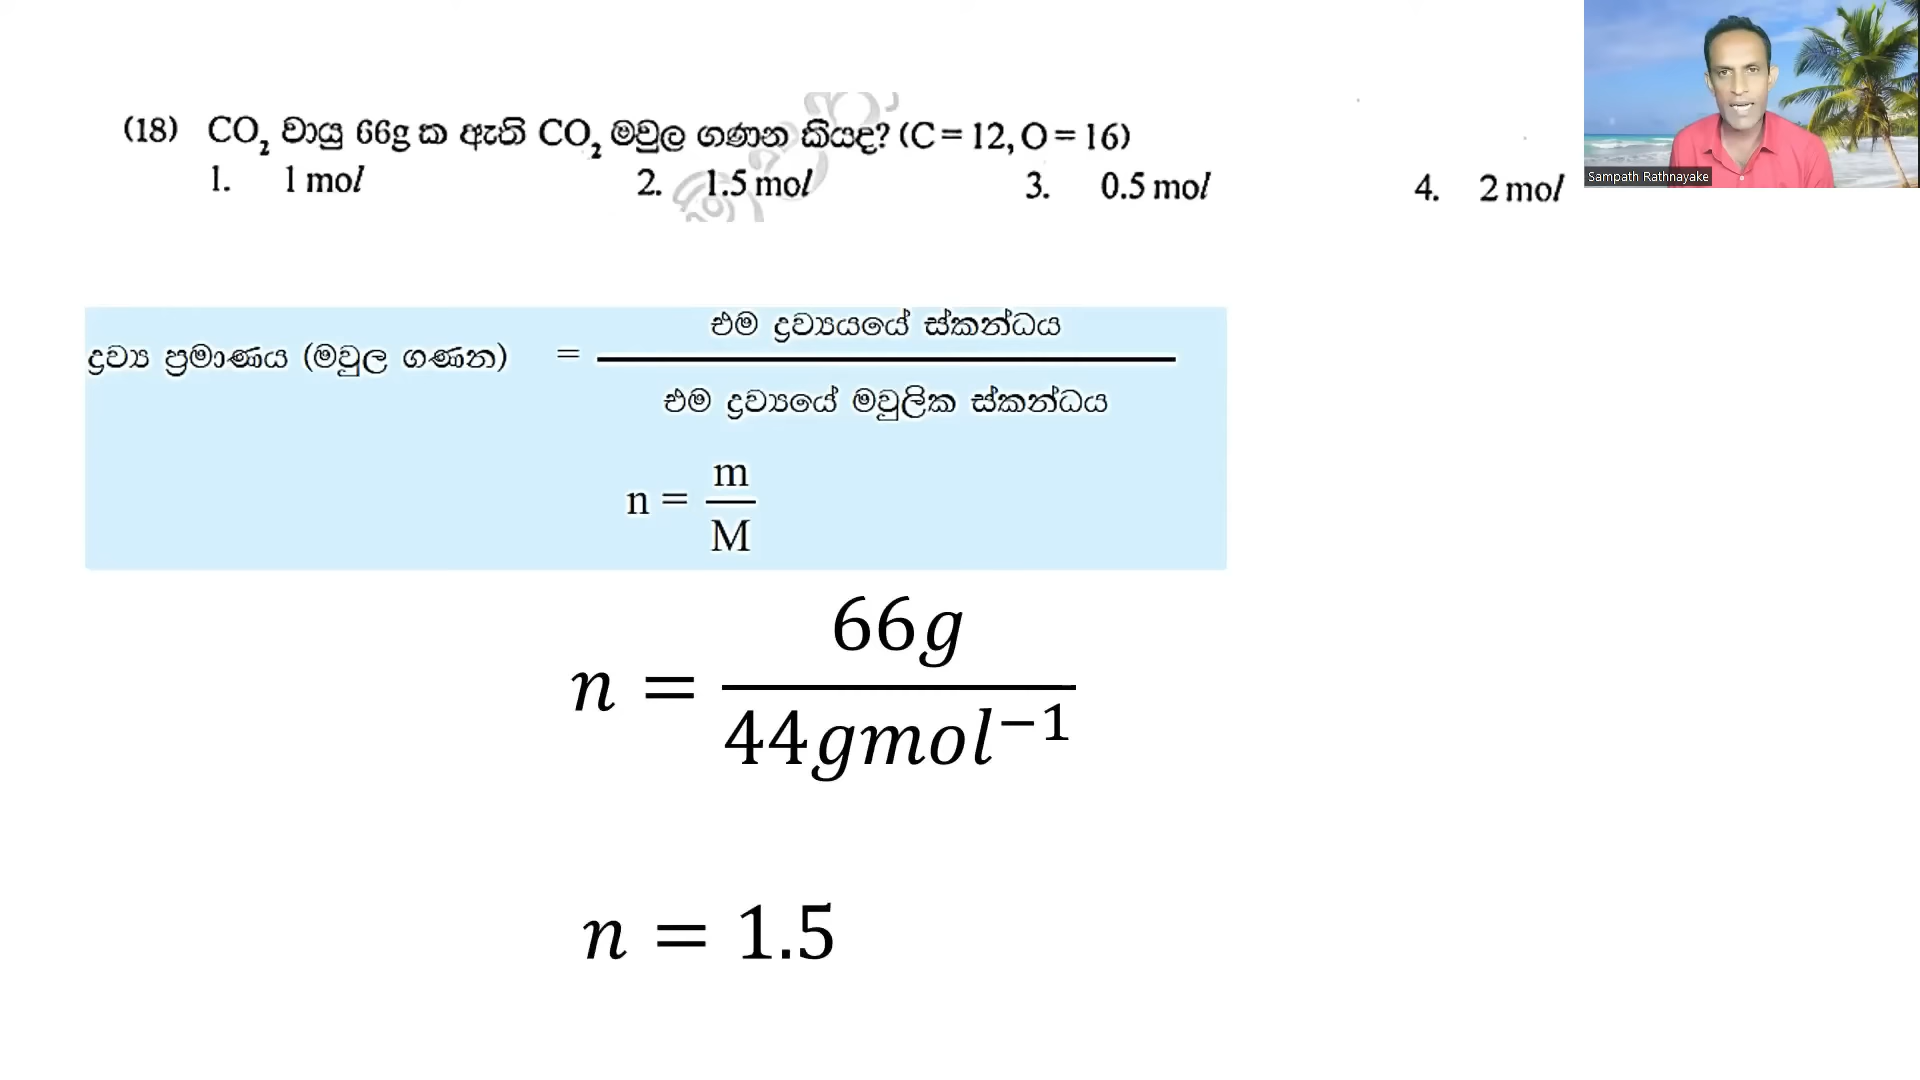 (18) CO₂ වායු 66g ක ඇති CO₂ මවුල ගණන කීයද? (C = 12, O = 16)
1. 1 mol 2. 1.5 mol 3. 0.5 mol 4. 2 mol
Sampath Rathnayake
ද්‍රව්‍ය ප්‍රමාණය (මවුල ගණන) = එම ද්‍රව්‍යයයේ ස්කන්ධය
එම ද්‍රව්‍යයේ මවුලික ස්කන්ධය
n = m
M
n = 66g
44gmol⁻¹
n = 1.5